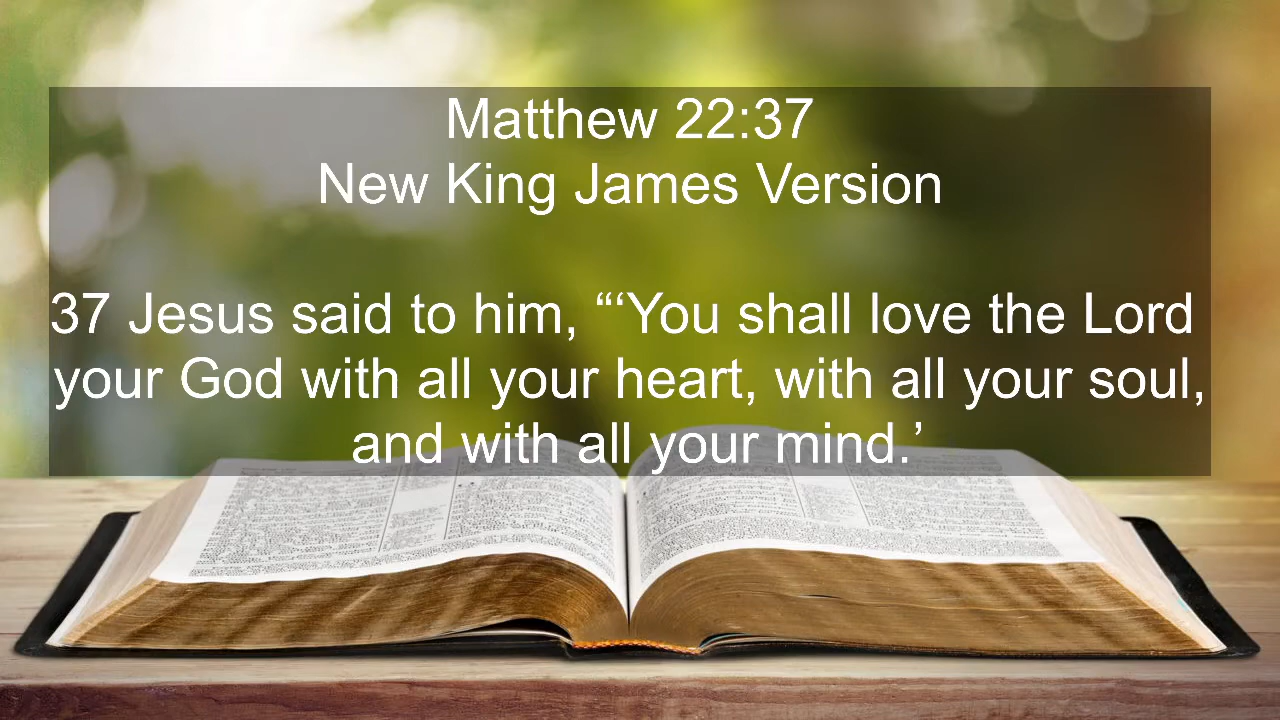 Matthew 22:37
New King James Version
37 Jesus said to him, “‘You shall love the Lord
your God with all your heart, with all your soul,
and with all your mind.’